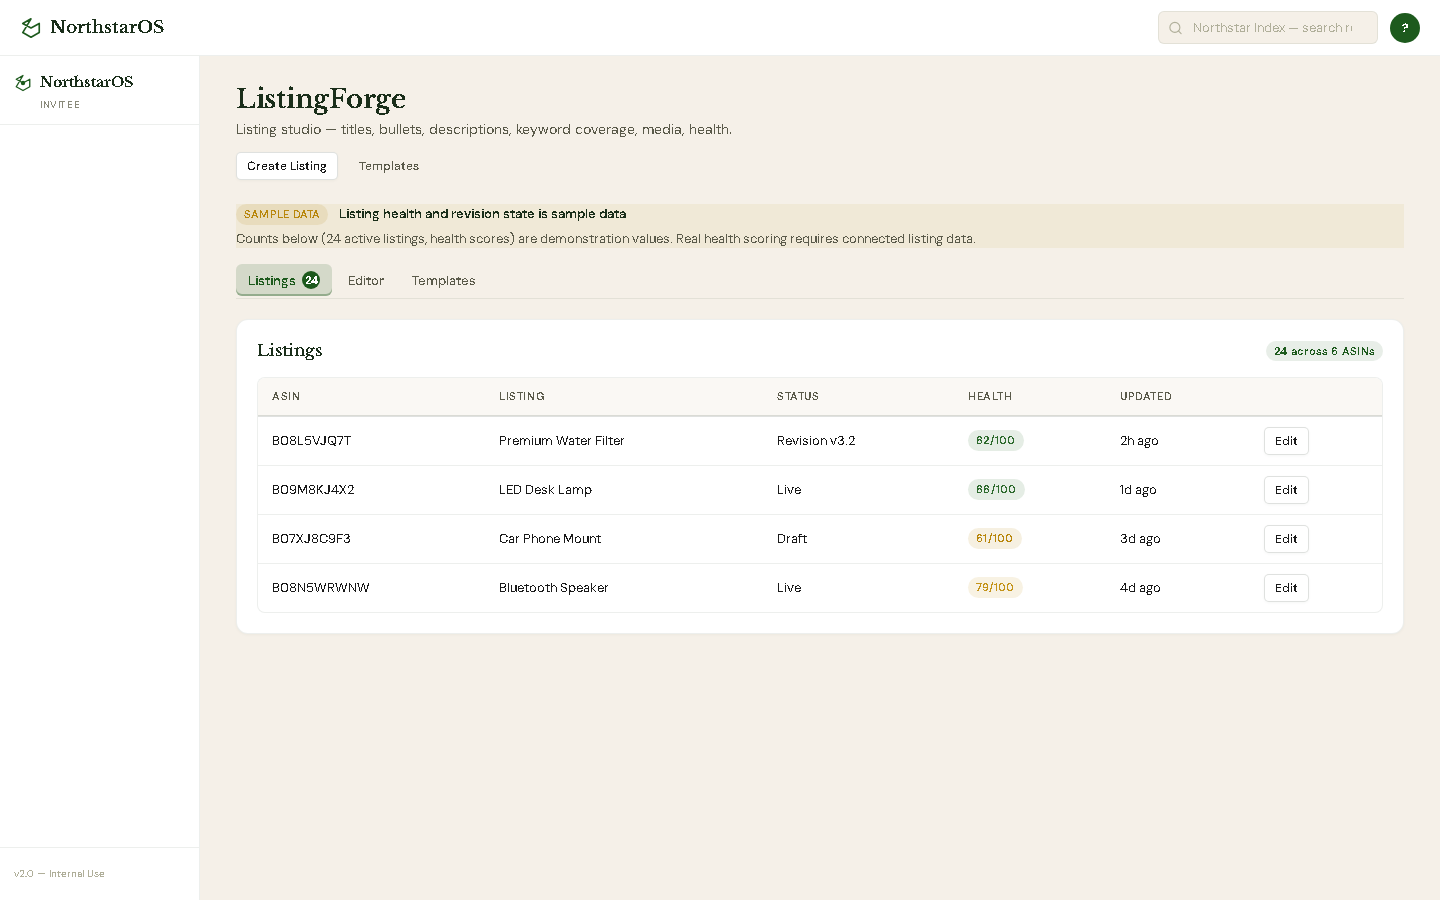 NorthstarOS
Northstar Index — search r
?
NorthstarOS
INVITEE
ListingForge
Listing studio — titles, bullets, descriptions, keyword coverage, media, health.
Create Listing
Templates
SAMPLE DATA Listing health and revision state is sample data
Counts below (24 active listings, health scores) are demonstration values. Real health scoring requires connected listing data.
Listings 24 Editor Templates
Listings
24 across 6 ASINs
ASIN LISTING STATUS HEALTH UPDATED
B08L5VJQ7T Premium Water Filter Revision v3.2 82/100 2h ago Edit
B09M8KJ4X2 LED Desk Lamp Live 88/100 1d ago Edit
B07XJ8C9F3 Car Phone Mount Draft 61/100 3d ago Edit
B08N5WRWNW Bluetooth Speaker Live 79/100 4d ago Edit
v2.0 — Internal Use